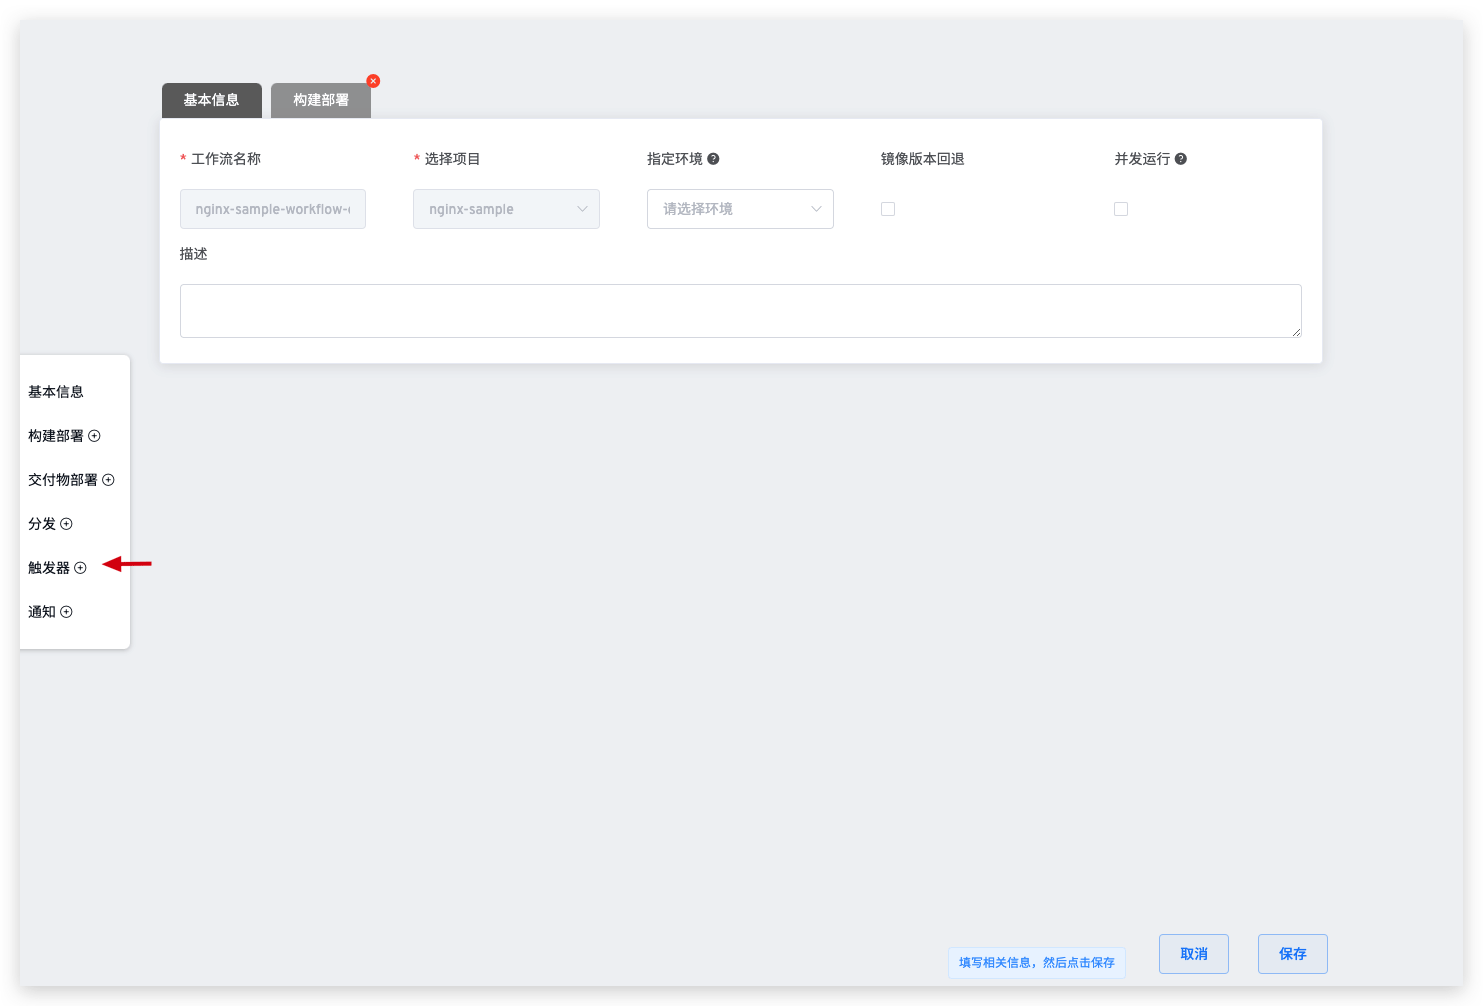 基本信息
构建部署
* 工作流名称
* 选择项目
指定环境
镜像版本回退
并发运行
nginx-sample-workflow-
nginx-sample
请选择环境
描述
基本信息
构建部署
交付物部署
分发
触发器
通知
填写相关信息，然后点击保存
取消
保存